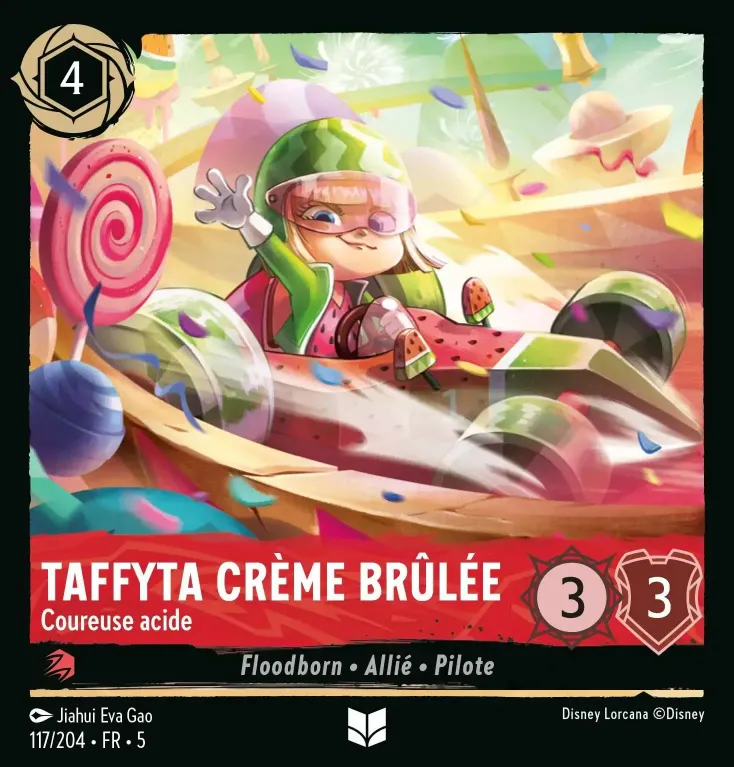 4
TAFFYTA CRÈME BRÛLÉE
Coureuse acide
3
3
Floodborn • Allié • Pilote
Jiahui Eva Gao
Disney Lorcana ©Disney
117/204 • FR • 5